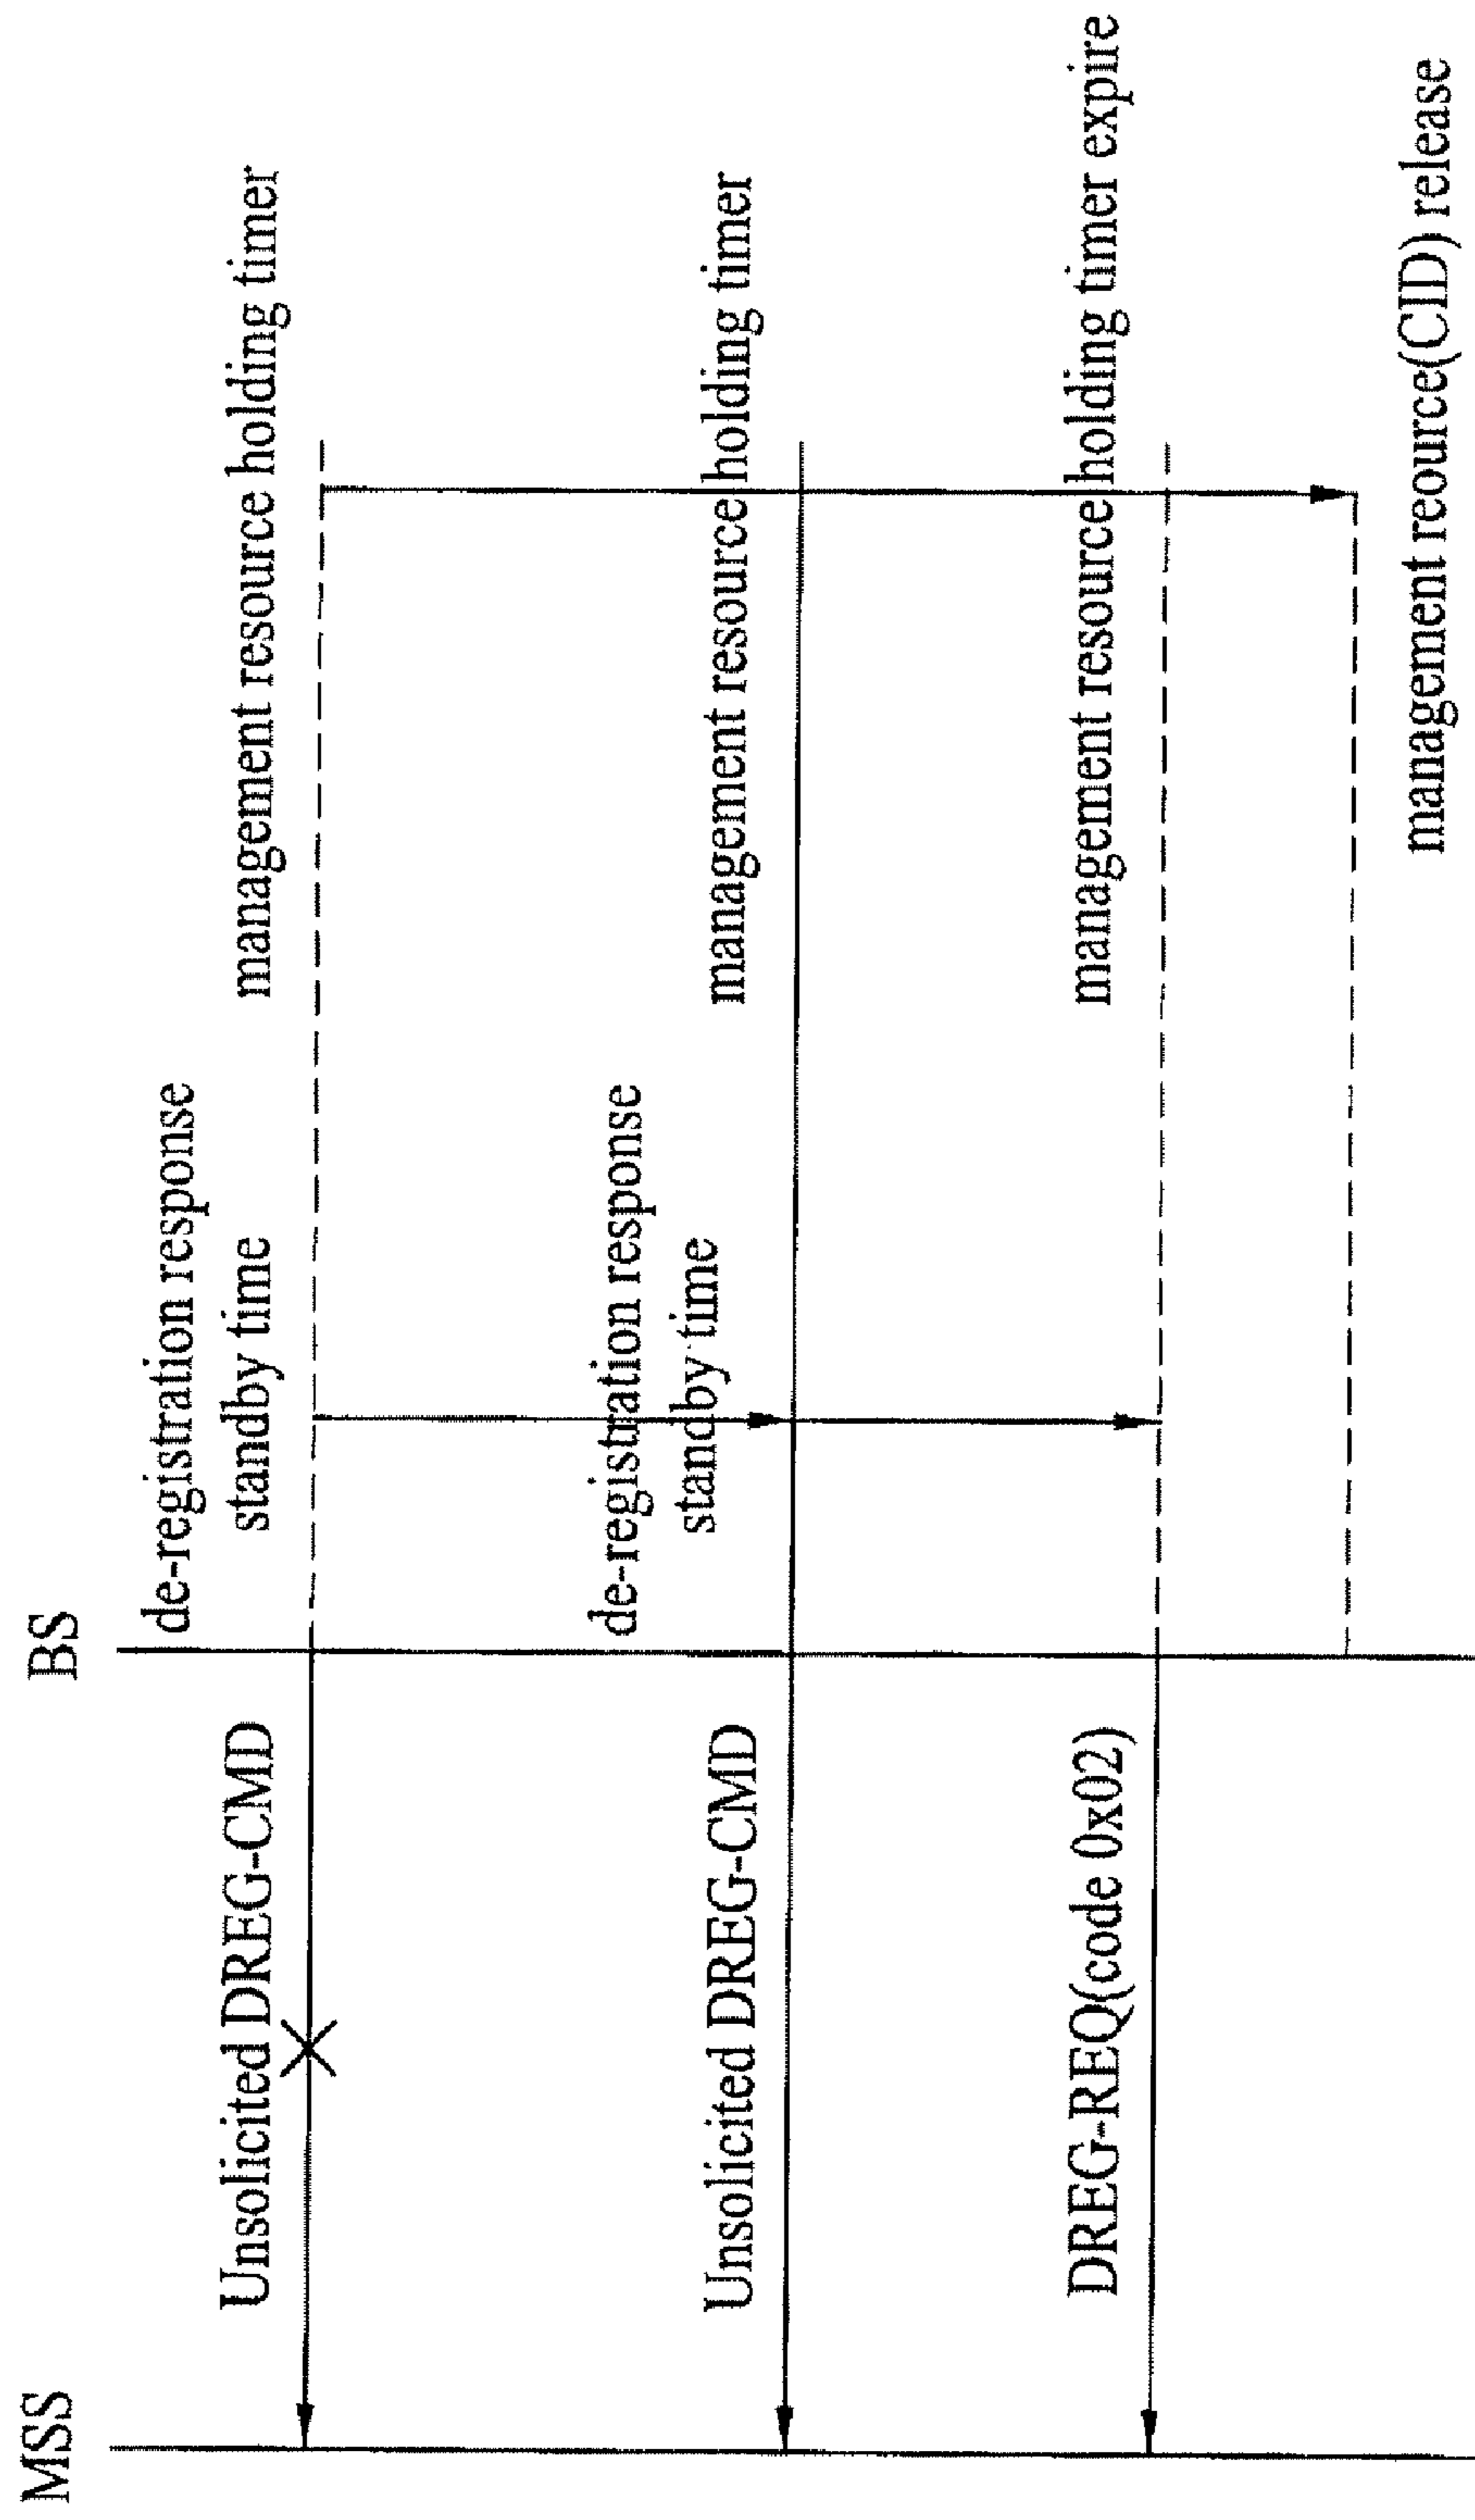 MSS
BS
de-registration response
standby time
Unsolicited DREG-CMD
management resource holding timer
de-registration response
standby time
Unsolicited DREG-CMD
management resource holding timer
DREG-REQ(code 0x02)
management resource holding timer expire
management reource(CID) release